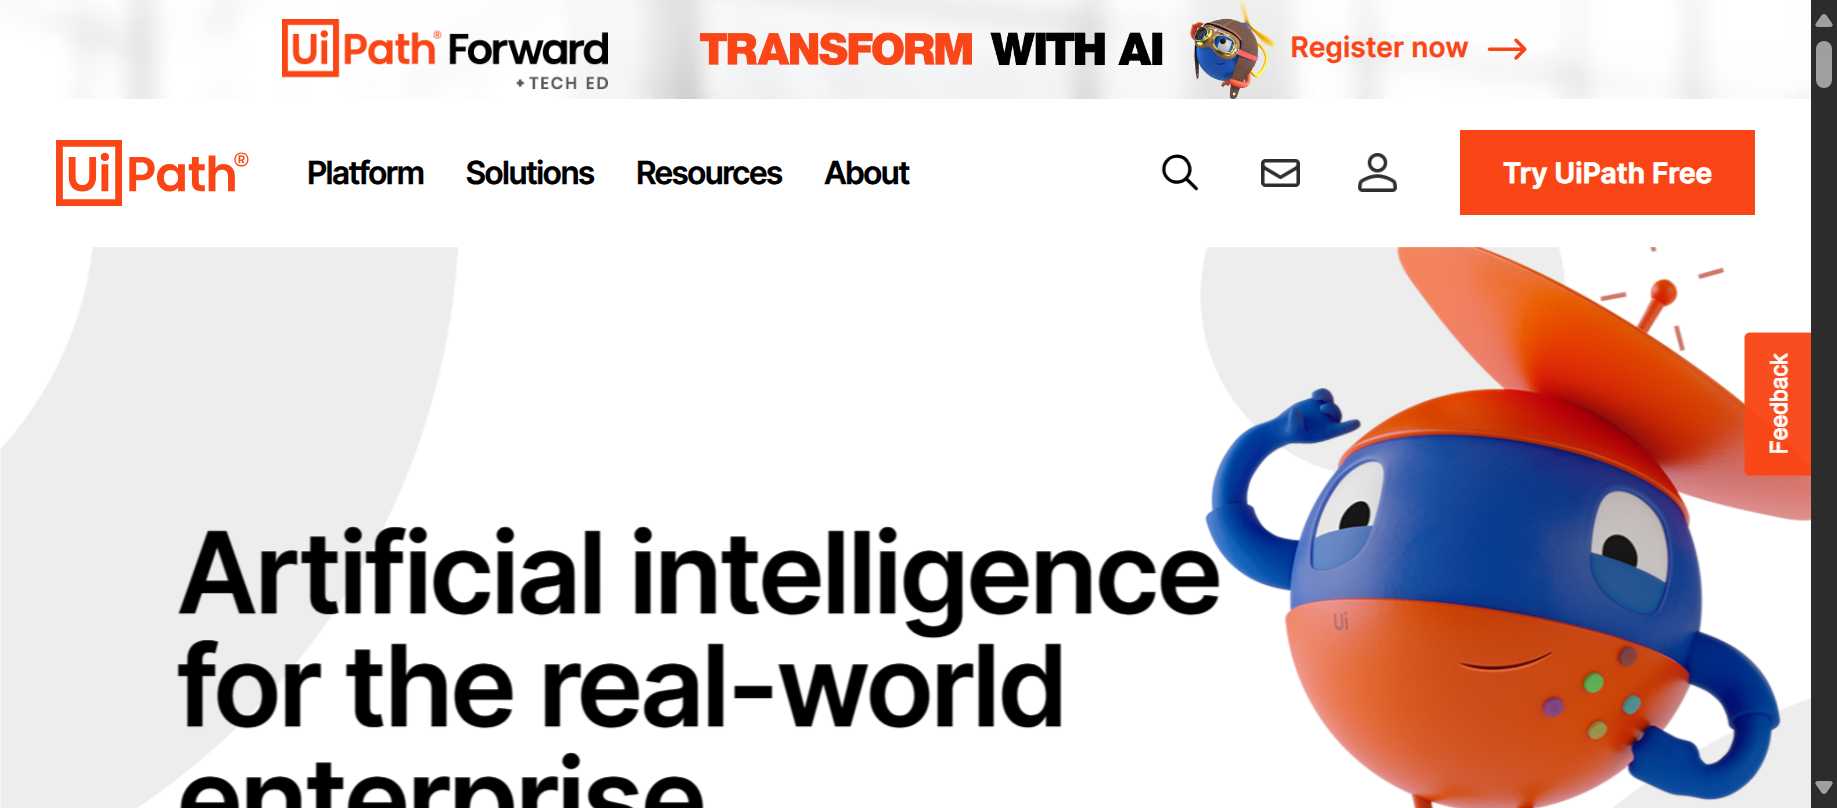 UiPath® Forward
+ TECH ED
TRANSFORM WITH AI
Register now →
UiPath®
Platform
Solutions
Resources
About
Try UiPath Free
Feedback
Artificial intelligence
for the real-world
enterprise
Ui